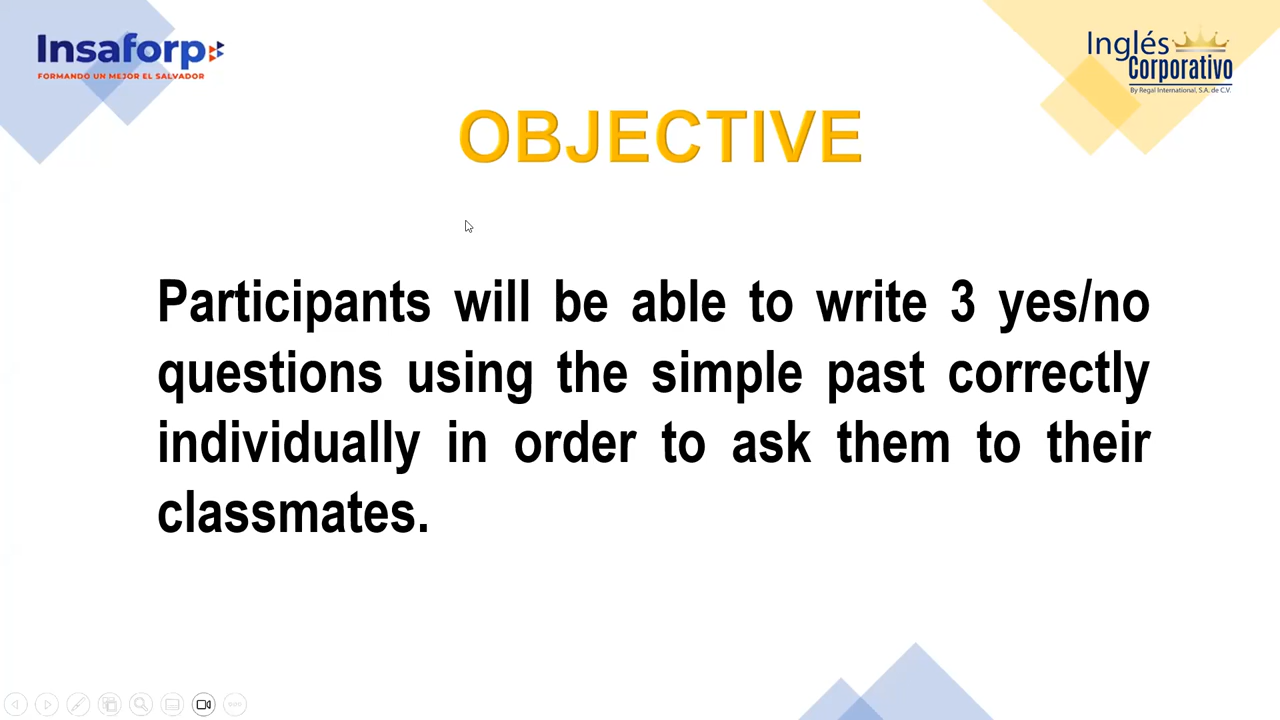 Insaforp
FORMANDO UN MEJOR EL SALVADOR
Inglés
Corporativo
By Regal International, S.A. de C.V.
OBJECTIVE
Participants will be able to write 3 yes/no
questions using the simple past correctly
individually in order to ask them to their
classmates.